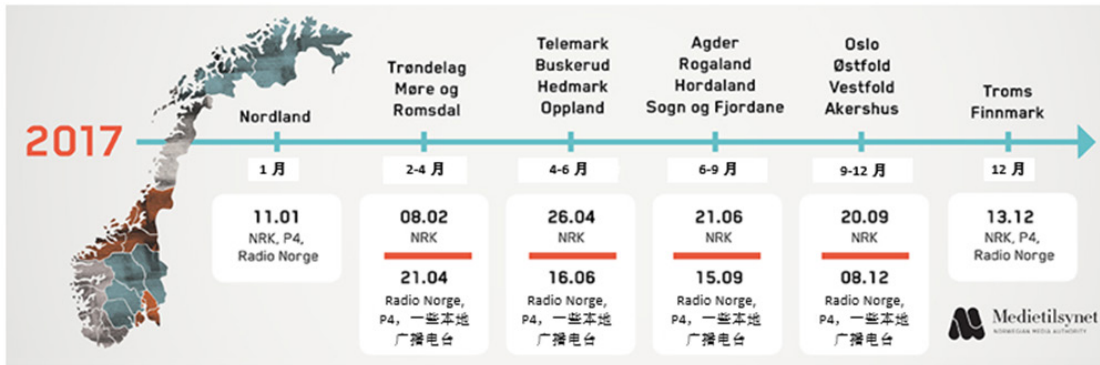 2017
Nordland
1月
11.01
NRK, P4,
Radio Norge
Trøndelag
Møre og
Romsdal
2-4 月
08.02
NRK
21.04
Radio Norge,
P4，一些本地
广播电台
Telemark
Buskerud
Hedmark
Oppland
4-6 月
26.04
NRK
16.06
Radio Norge,
P4，一些本地
广播电台
Agder
Rogaland
Hordaland
Sogn og Fjordane
6-9 月
21.06
NRK
15.09
Radio Norge,
P4，一些本地
广播电台
Oslo
Østfold
Vestfold
Akershus
9-12 月
20.09
NRK
08.12
Radio Norge,
P4，一些本地
广播电台
Troms
Finnmark
12 月
13.12
NRK, P4,
Radio Norge
Medietilsynet
NORWEGIAN MEDIA AUTHORITY